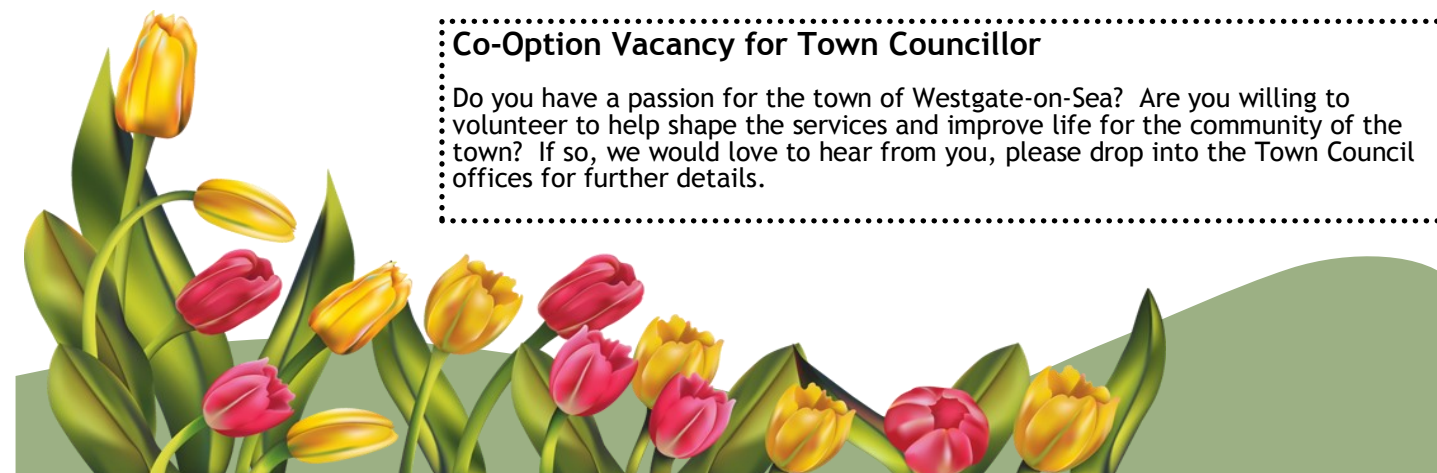 Co-Option Vacancy for Town Councillor
Do you have a passion for the town of Westgate-on-Sea?  Are you willing to
volunteer to help shape the services and improve life for the community of the
town?  If so, we would love to hear from you, please drop into the Town Council
offices for further details.